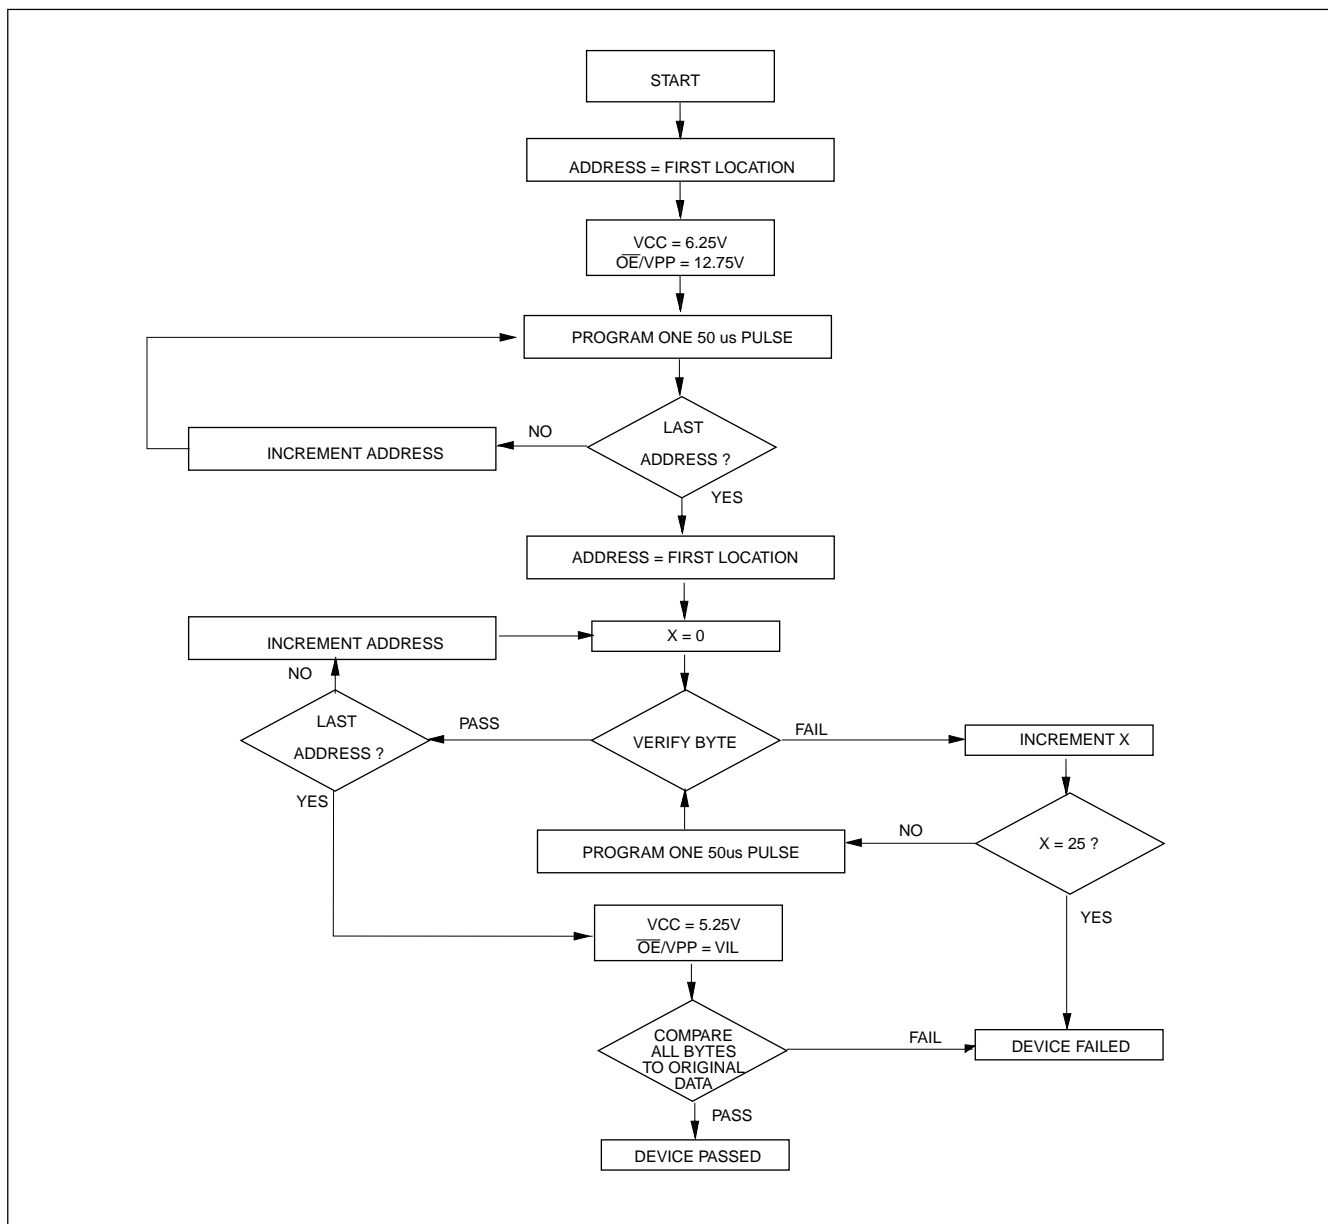 START
ADDRESS = FIRST LOCATION
VCC = 6.25V
O̅E̅/VPP = 12.75V
PROGRAM ONE 50 us PULSE
LAST
ADDRESS ?
NO
INCREMENT ADDRESS
YES
ADDRESS = FIRST LOCATION
INCREMENT ADDRESS
X = 0
NO
LAST
ADDRESS ?
PASS
VERIFY BYTE
FAIL
INCREMENT X
YES
PROGRAM ONE 50us PULSE
NO
X = 25 ?
YES
VCC = 5.25V
O̅E̅/VPP = VIL
COMPARE
ALL BYTES
TO ORIGINAL
DATA
FAIL
DEVICE FAILED
PASS
DEVICE PASSED